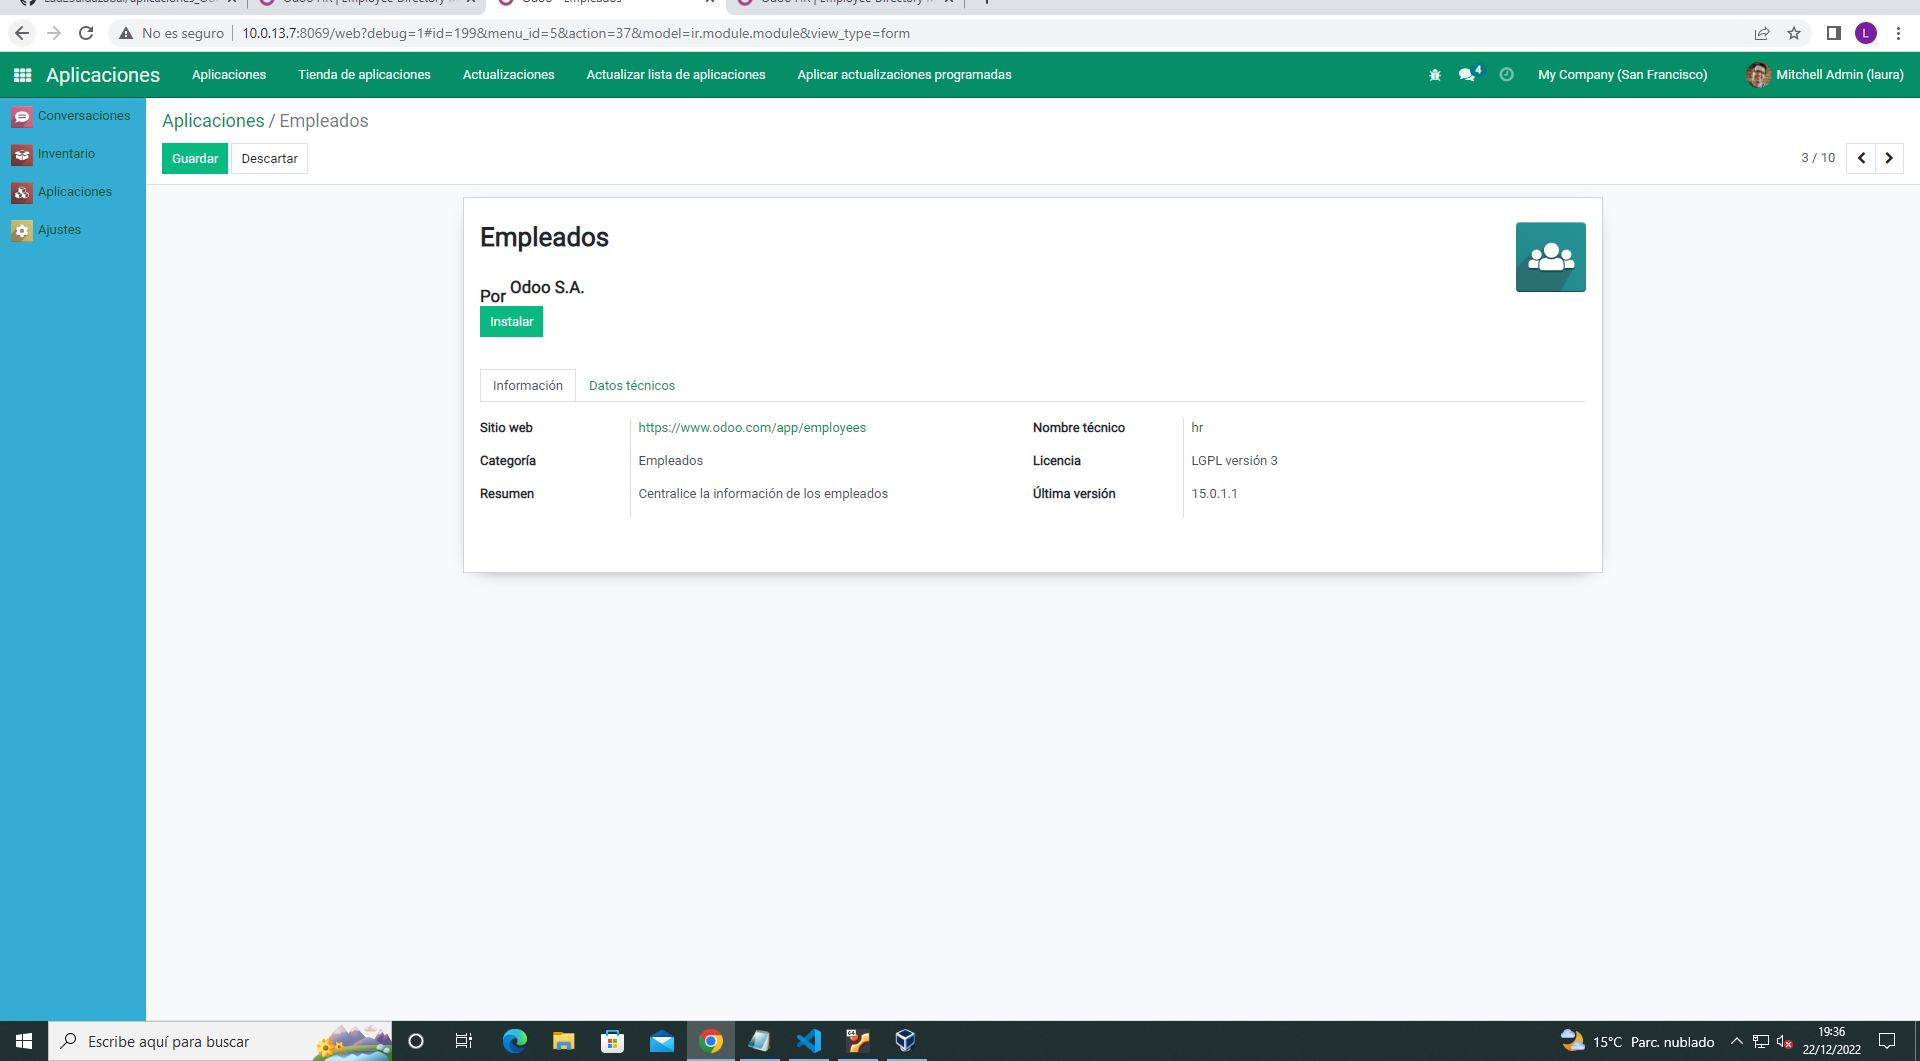 No es seguro
10.0.13.7:8069/web?debug=1#id=199&menu_id=5&action=37&model=ir.module.module&view_type=form
L
Aplicaciones
Aplicaciones
Tienda de aplicaciones
Actualizaciones
Actualizar lista de aplicaciones
Aplicar actualizaciones programadas
4
My Company (San Francisco)
Mitchell Admin (laura)
Conversaciones
Inventario
Aplicaciones
Ajustes
Aplicaciones / Empleados
Guardar
Descartar
3 / 10
Empleados
Por Odoo S.A.
Instalar
Información
Datos técnicos
Sitio web
https://www.odoo.com/app/employees
Nombre técnico
hr
Categoría
Empleados
Licencia
LGPL versión 3
Resumen
Centralice la información de los empleados
Última versión
15.0.1.1
Escribe aquí para buscar
15°C Parc. nublado
19:36
22/12/2022